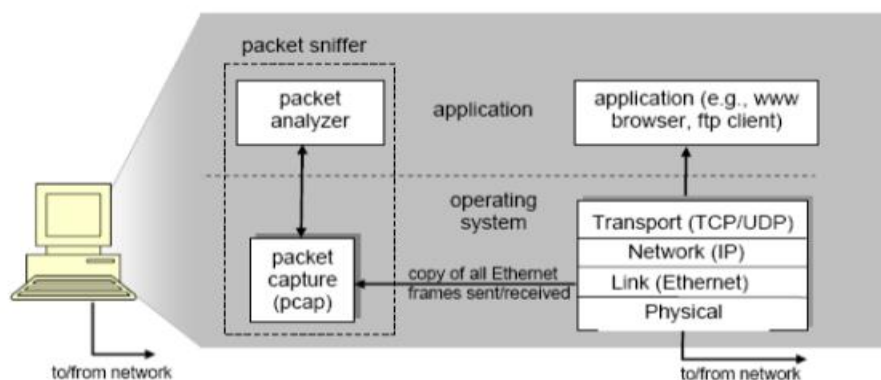 packet sniffer
packet
analyzer
application
application (e.g., www
browser, ftp client)
operating
system
packet
capture
(pcap)
copy of all Ethernet
frames sent/received
Transport (TCP/UDP)
Network (IP)
Link (Ethernet)
Physical
to/from network
to/from network